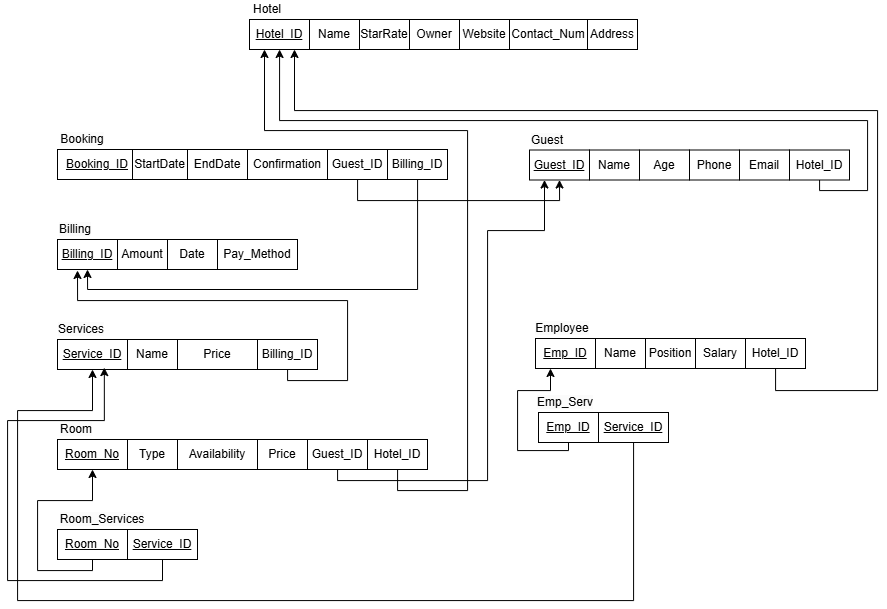 Hotel
Hotel_ID Name StarRate Owner Website Contact_Num Address
Booking
Booking_ID StartDate EndDate Confirmation Guest_ID Billing_ID
Guest
Guest_ID Name Age Phone Email Hotel_ID
Billing
Billing_ID Amount Date Pay_Method
Services
Service_ID Name Price Billing_ID
Employee
Emp_ID Name Position Salary Hotel_ID
Emp_Serv
Emp_ID Service_ID
Room
Room_No Type Availability Price Guest_ID Hotel_ID
Room_Services
Room_No Service_ID